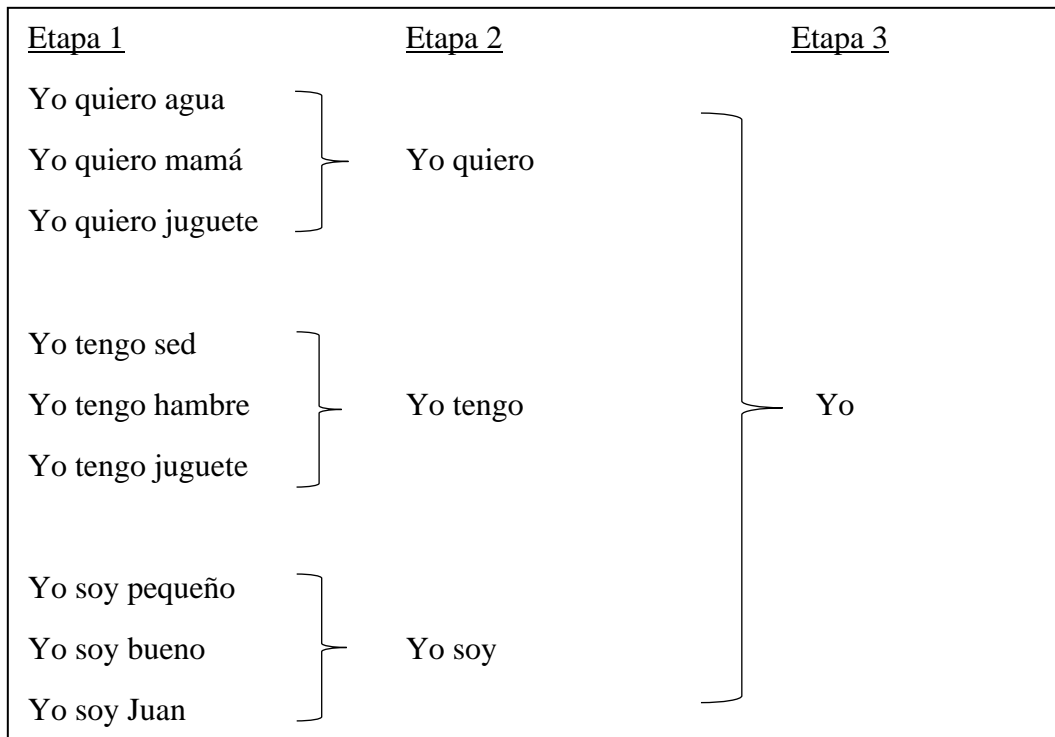 Etapa 1 Etapa 2 Etapa 3
Yo quiero agua
Yo quiero mamá Yo quiero
Yo quiero juguete
Yo tengo sed
Yo tengo hambre Yo tengo Yo
Yo tengo juguete
Yo soy pequeño
Yo soy bueno Yo soy
Yo soy Juan